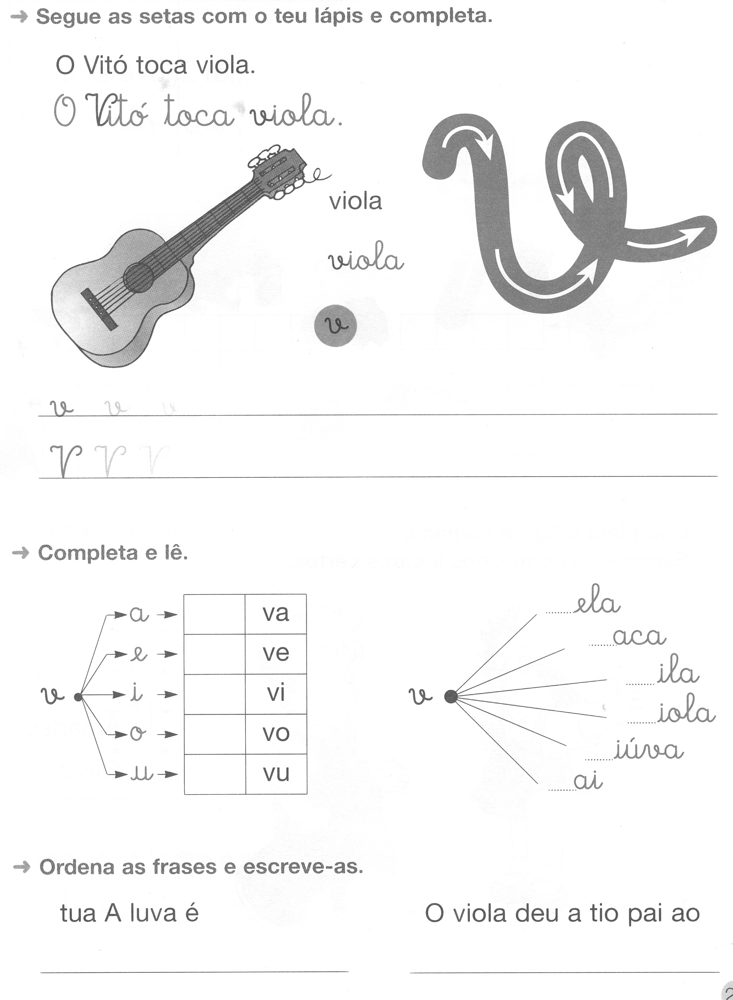 Segue as setas com o teu lápis e completa.
O Vitó toca viola.
O Vitó toca viola.
viola
viola
v
v v v
V V V
Completa e lê.
a va
e ve
v i vi
o vo
u vu
ela
aca
ila
v
iola
iúva
ai
Ordena as frases e escreve-as.
tua A luva é
O viola deu a tio pai ao
2